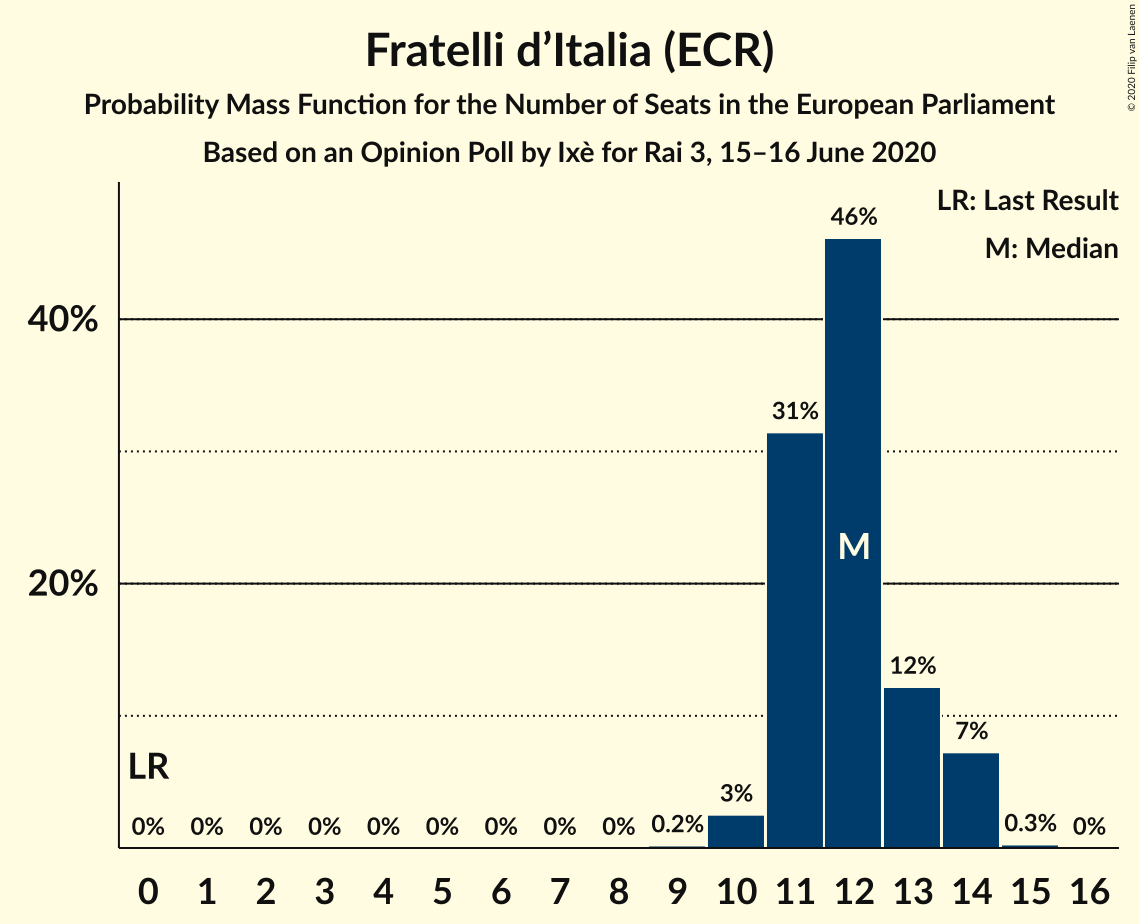 Fratelli d’Italia (ECR)
Probability Mass Function for the Number of Seats in the European Parliament
Based on an Opinion Poll by Ixè for Rai 3, 15–16 June 2020
© 2020 Filip van Laenen
LR: Last Result
M: Median
46%
40%
31%
M
20%
12%
7%
LR
3%
0% 0% 0% 0% 0% 0% 0% 0% 0% 0.2% 0.3% 0%
0 1 2 3 4 5 6 7 8 9 10 11 12 13 14 15 16